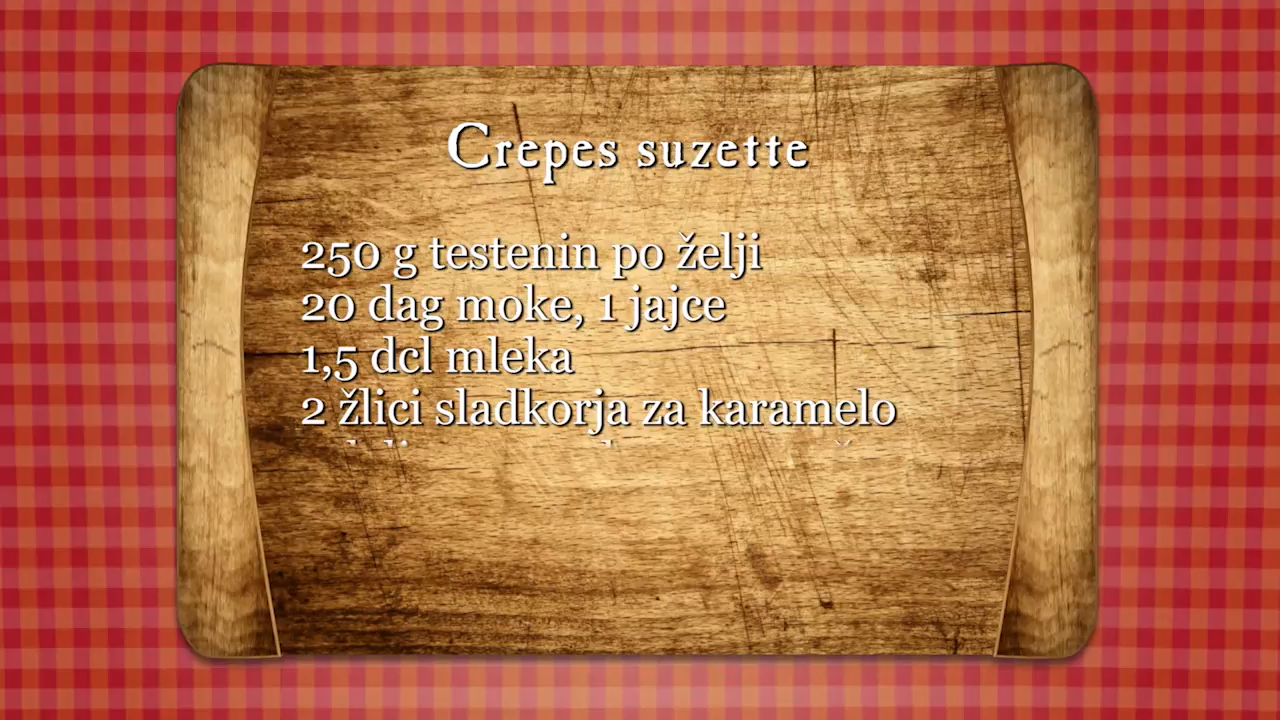 Crepes suzette
250 g testenin po želji
20 dag moke, 1 jajce
1,5 dcl mleka
2 žlici sladkorja za karamelo